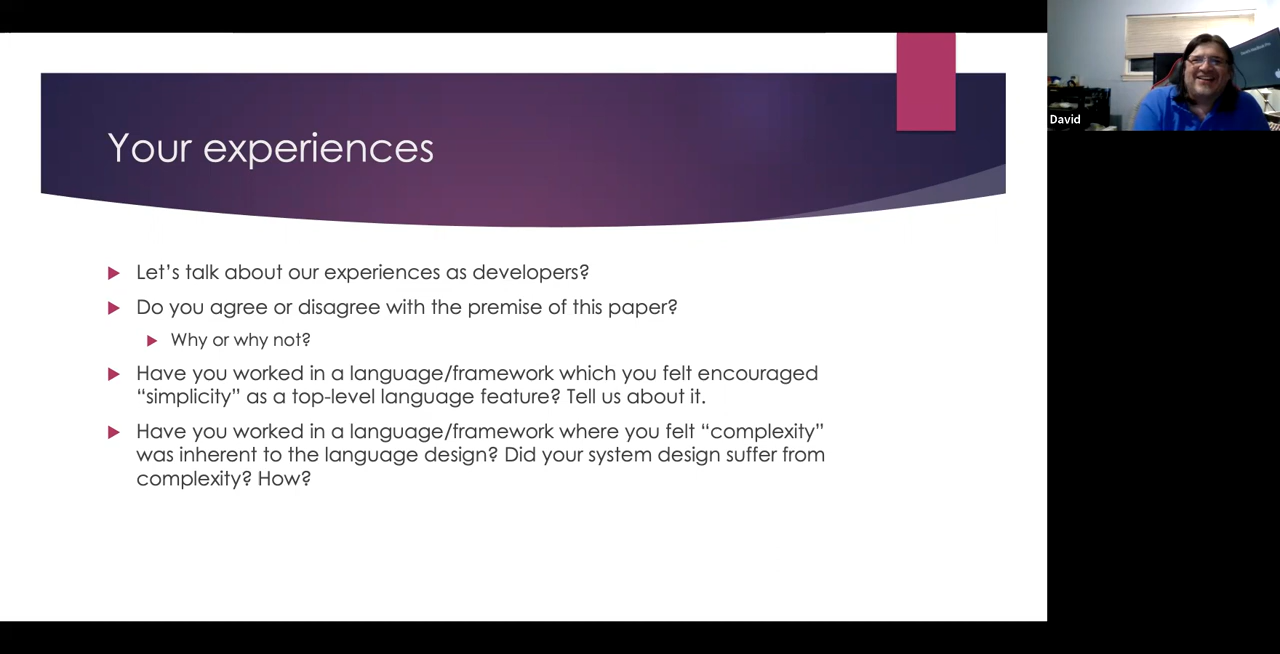 Your experiences
Let's talk about our experiences as developers?
Do you agree or disagree with the premise of this paper?
Why or why not?
Have you worked in a language/framework which you felt encouraged
“simplicity” as a top-level language feature? Tell us about it.
Have you worked in a language/framework where you felt “complexity”
was inherent to the language design? Did your system design suffer from
complexity? How?
David